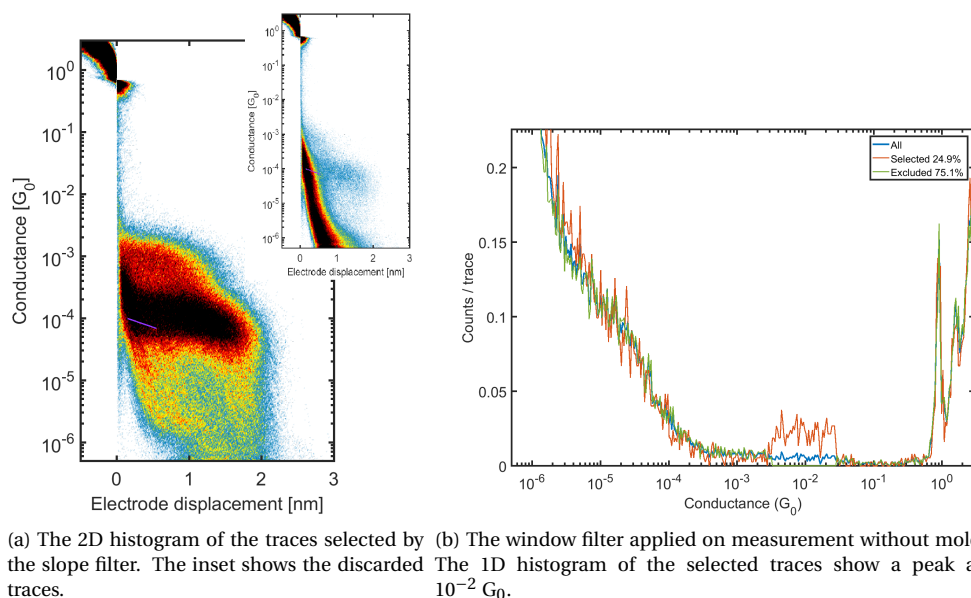 10^0
10^-1
10^-2
10^-3
10^-4
10^-5
10^-6
Conductance [G_0]
0
1
2
3
Electrode displacement [nm]
10^0
10^-1
10^-2
10^-3
10^-4
10^-5
10^-6
Conductance [G_0]
0
1
2
3
Electrode displacement [nm]
0.2
0.15
0.1
0.05
0
Counts / trace
All
Selected 24.9%
Excluded 75.1%
10^-6
10^-5
10^-4
10^-3
10^-2
10^-1
10^0
Conductance (G_0)
(a) The 2D histogram of the traces selected by
the slope filter. The inset shows the discarded
traces.
(b) The window filter applied on measurement without mol
The 1D histogram of the selected traces show a peak a
10^-2 G_0.